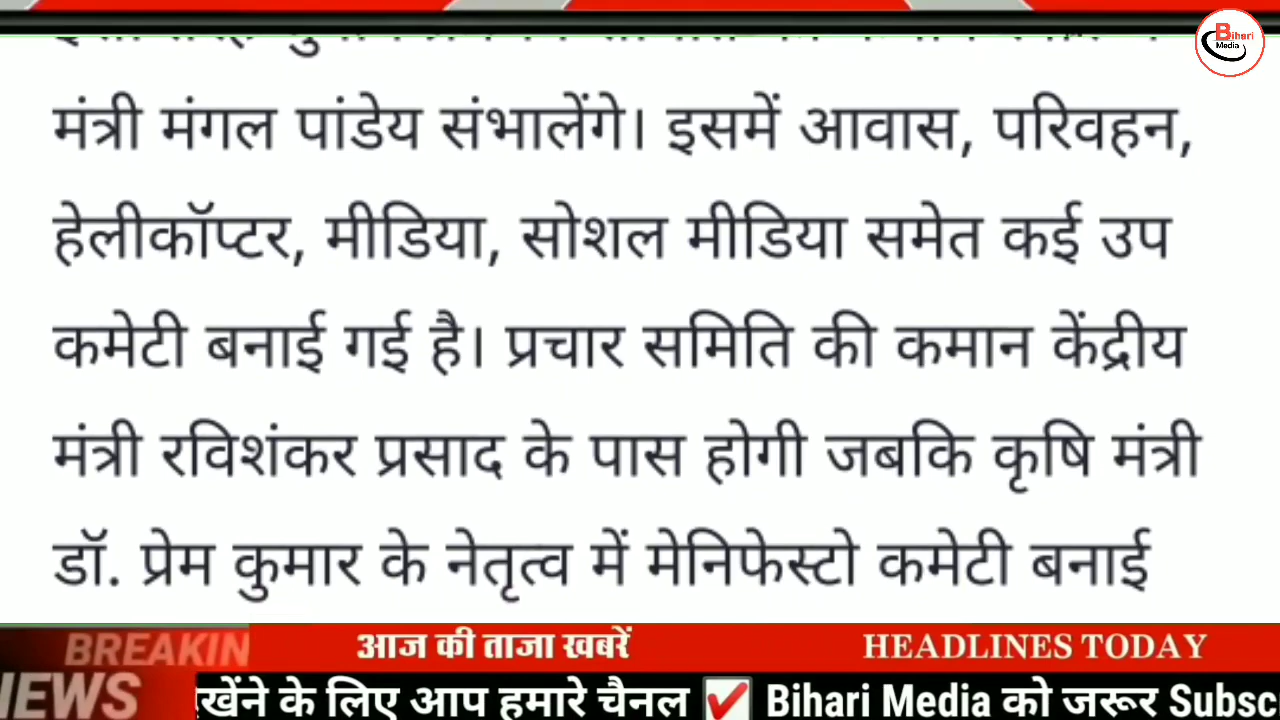 Bihari
Media
मंत्री मंगल पांडेय संभालेंगे। इसमें आवास, परिवहन,
हेलीकॉप्टर, मीडिया, सोशल मीडिया समेत कई उप
कमेटी बनाई गई है। प्रचार समिति की कमान केंद्रीय
मंत्री रविशंकर प्रसाद के पास होगी जबकि कृषि मंत्री
डॉ. प्रेम कुमार के नेतृत्व में मेनिफेस्टो कमेटी बनाई
BREAKIN
NEWS
आज की ताजा खबरें HEADLINES TODAY
के लिए आप हमारे चैनल ✔ Bihari Media को जरूर Subsc